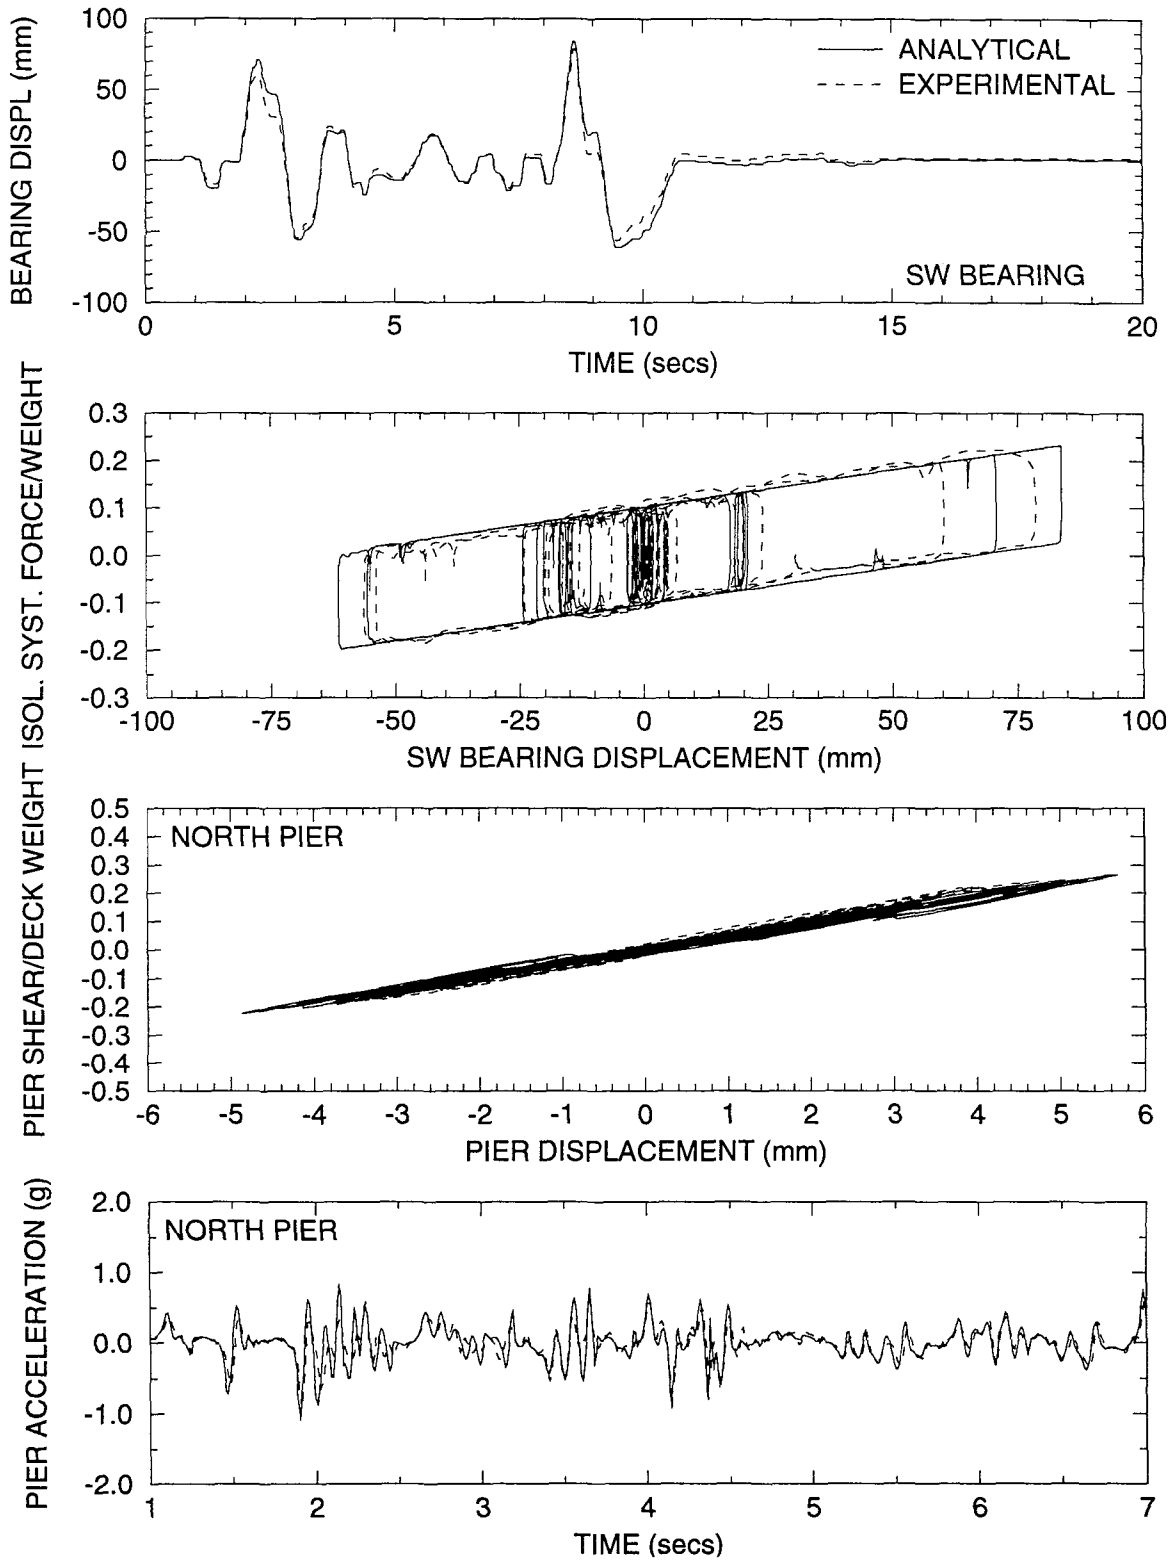 BEARING DISPL (mm)
100
50
0
-50
-100
ANALYTICAL
EXPERIMENTAL
SW BEARING
0 5 10 15 20
TIME (secs)
ISOL. SYST. FORCE/WEIGHT
0.3
0.2
0.1
0.0
-0.1
-0.2
-0.3
-100 -75 -50 -25 0 25 50 75 100
SW BEARING DISPLACEMENT (mm)
PIER SHEAR/DECK WEIGHT
0.5
0.4
0.3
0.2
0.1
0.0
-0.1
-0.2
-0.3
-0.4
-0.5
NORTH PIER
-6 -5 -4 -3 -2 -1 0 1 2 3 4 5 6
PIER DISPLACEMENT (mm)
PIER ACCELERATION (g)
2.0
1.0
0.0
-1.0
-2.0
NORTH PIER
1 2 3 4 5 6 7
TIME (secs)